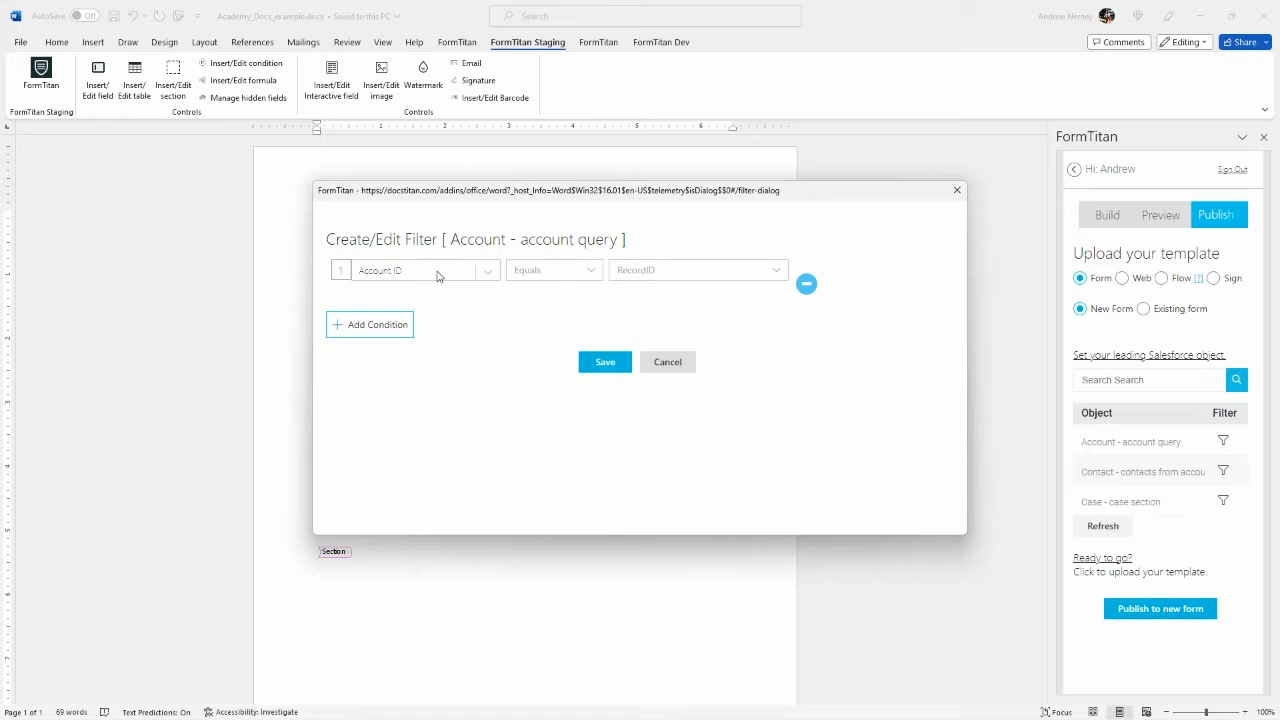 AutoSave Off Academy_Docs_example.docx - Saved to this PC Search Andrew Nerney
File Home Insert Draw Design Layout References Mailings Review View Help FormTitan FormTitan Staging FormTitan FormTitan Dev Comments Editing Share
FormTitan
Insert/ Edit field
Insert/ Edit table
Insert/Edit section
Insert/Edit condition
Insert/Edit formula
Manage hidden fields
Insert/Edit Interactive field
Insert/Edit image
Watermark
Email
Signature
Insert/Edit Barcode
FormTitan Staging Controls Controls
1 2 3 4 5 6
FormTitan
Hi: Andrew Sign Out
Build Preview Publish
Upload your template
Form Web Flow [?] Sign
New Form Existing form
Set your leading Salesforce object.
Search Search
Object Filter
Account - account query
Contact - contacts from accou
Case - case section
Refresh
Ready to go?
Click to upload your template.
Publish to new form
FormTitan - https://docstitan.com/addins/office/word?_host_Info=Word$Win32$16.01$en-US$telemetry$isDialog$$0#/filter-dialog
Create/Edit Filter [ Account - account query ]
1 Account ID Equals RecordID
Add Condition
Save Cancel
Section
Page 1 of 1 69 words Text Predictions: On Accessibility: Investigate Focus 100%